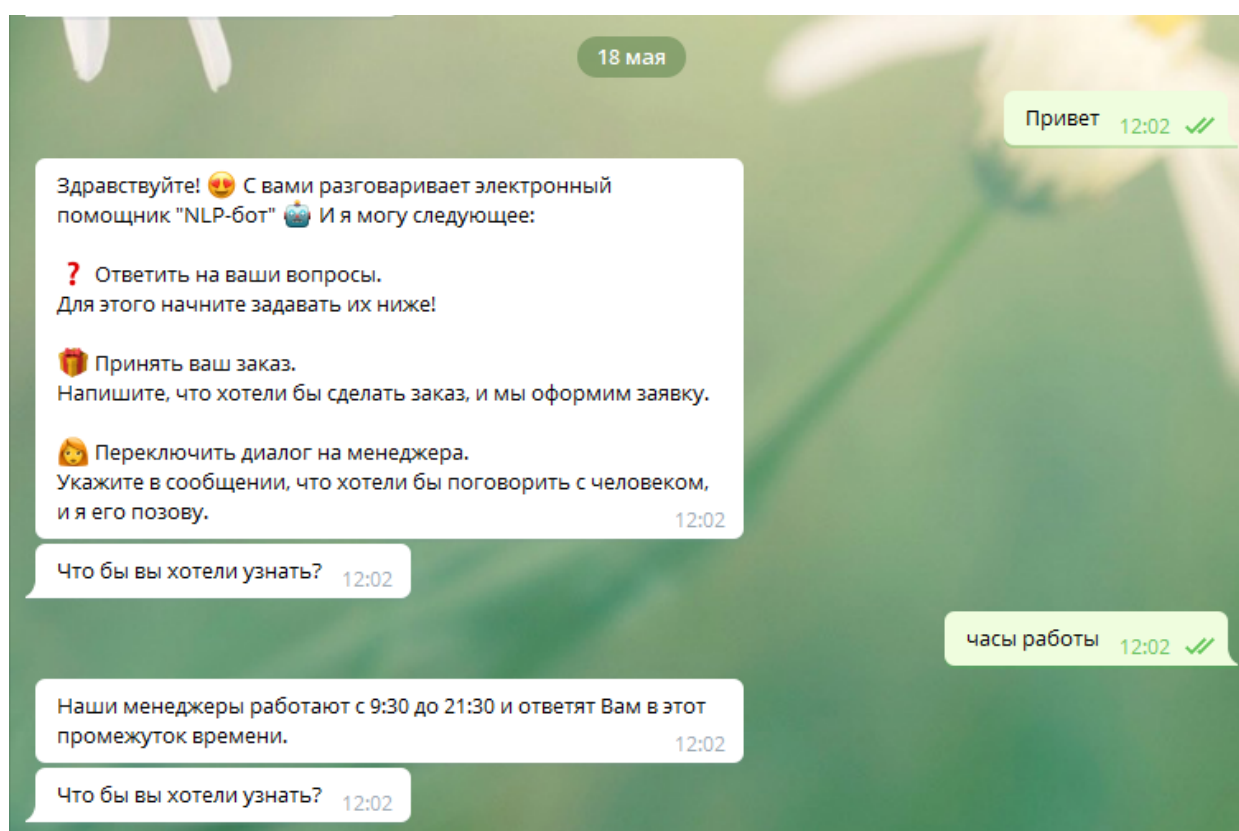 18 мая
Привет 12:02
Здравствуйте! 😍 С вами разговаривает электронный
помощник "NLP-бот" 🤖 И я могу следующее:
❓ Ответить на ваши вопросы.
Для этого начните задавать их ниже!
🎁 Принять ваш заказ.
Напишите, что хотели бы сделать заказ, и мы оформим заявку.
👩 Переключить диалог на менеджера.
Укажите в сообщении, что хотели бы поговорить с человеком,
и я его позову. 12:02
Что бы вы хотели узнать? 12:02
часы работы 12:02
Наши менеджеры работают с 9:30 до 21:30 и ответят Вам в этот
промежуток времени. 12:02
Что бы вы хотели узнать? 12:02